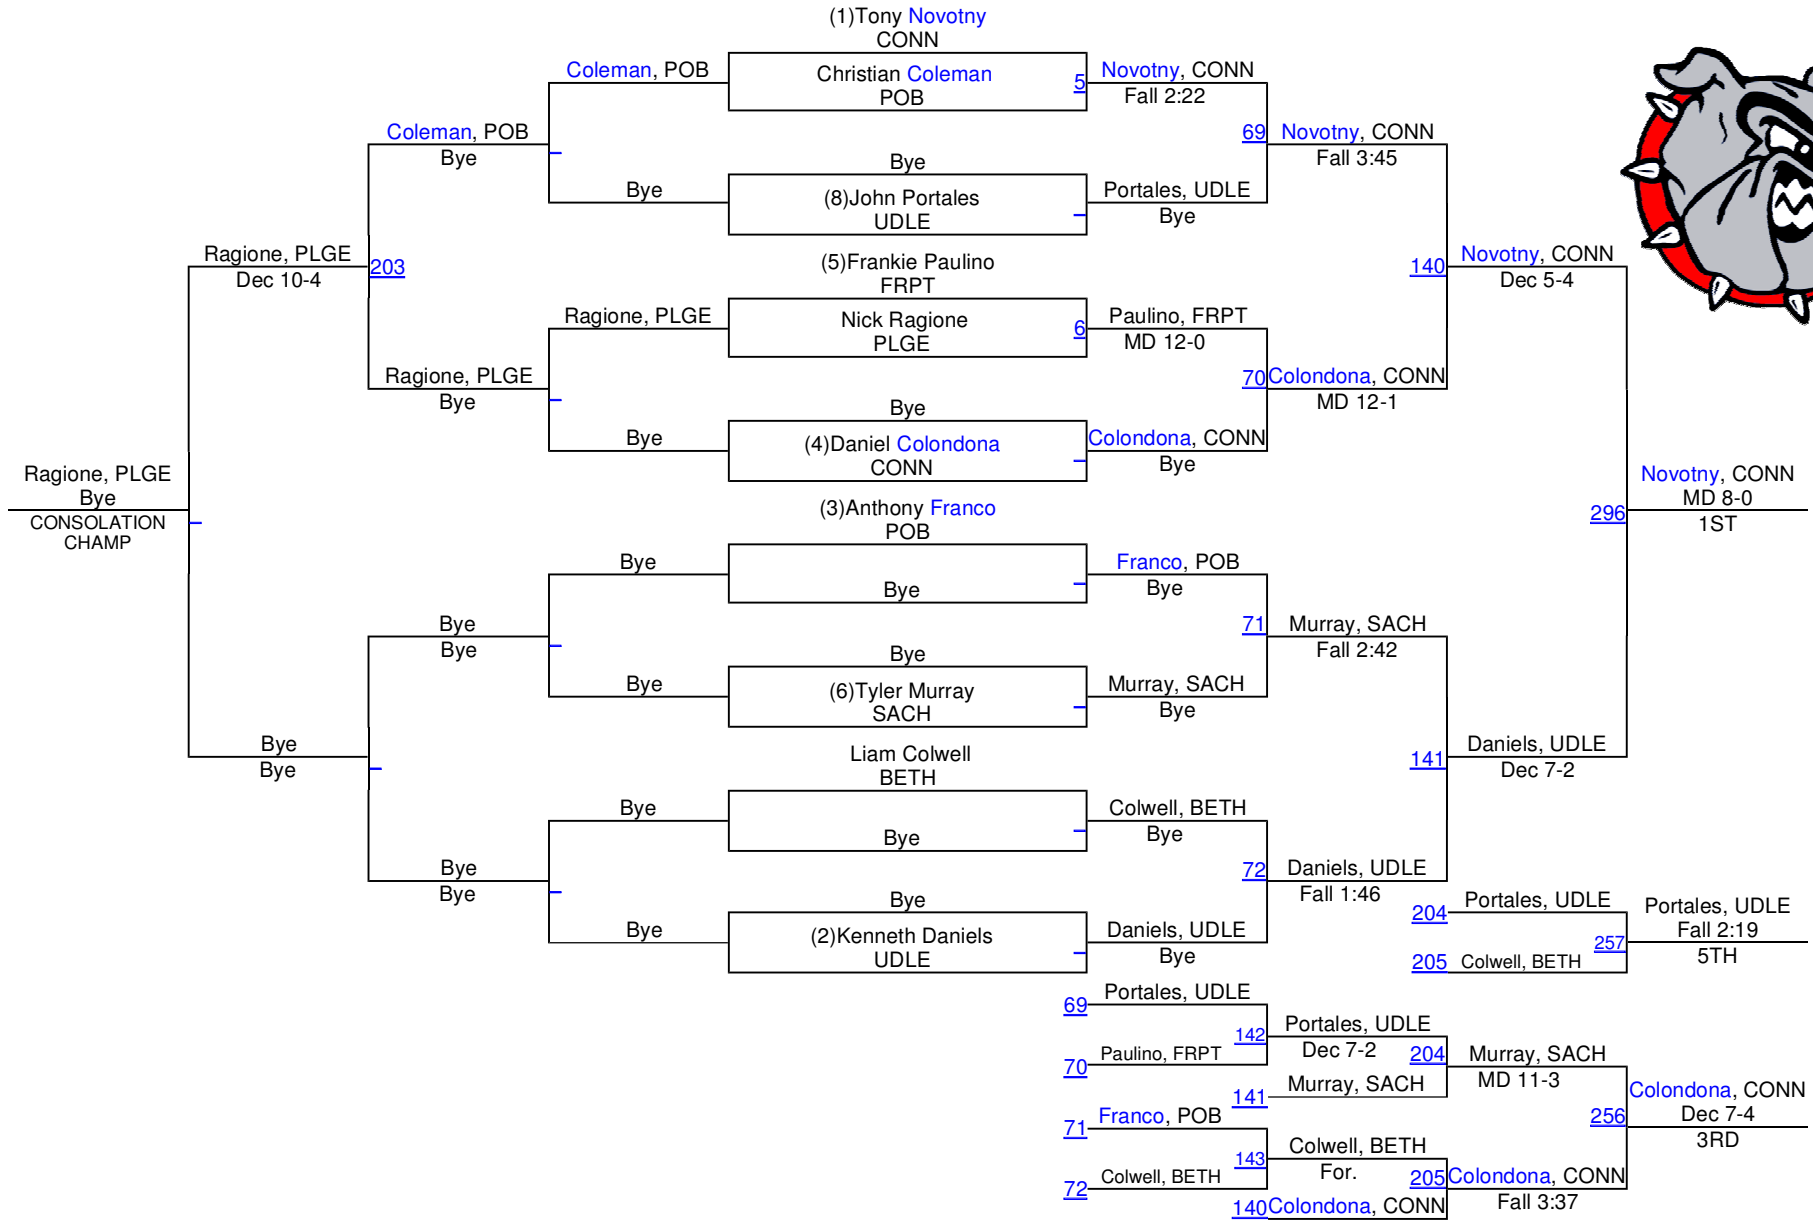 (1)Tony Novotny
CONN
Coleman, POB
Christian Coleman
POB
5
Novotny, CONN
Fall 2:22
Coleman, POB
Bye
69
Novotny, CONN
Fall 3:45
Bye
Bye
(8)John Portales
UDLE
Portales, UDLE
Bye
Ragione, PLGE
Dec 10-4
203
(5)Frankie Paulino
FRPT
140
Novotny, CONN
Dec 5-4
Ragione, PLGE
Nick Ragione
PLGE
6
Paulino, FRPT
MD 12-0
Ragione, PLGE
Bye
70
Colondona, CONN
MD 12-1
Bye
Bye
(4)Daniel Colondona
CONN
Colondona, CONN
Bye
Ragione, PLGE
Bye
CONSOLATION
CHAMP
(3)Anthony Franco
POB
296
Novotny, CONN
MD 8-0
1ST
Bye
Bye
Franco, POB
Bye
Bye
Bye
71
Murray, SACH
Fall 2:42
Bye
Bye
(6)Tyler Murray
SACH
Murray, SACH
Bye
Bye
Bye
Liam Colwell
BETH
141
Daniels, UDLE
Dec 7-2
Bye
Bye
Colwell, BETH
Bye
Bye
Bye
72
Daniels, UDLE
Fall 1:46
Bye
Bye
(2)Kenneth Daniels
UDLE
Daniels, UDLE
Bye
204
Portales, UDLE
205
Colwell, BETH
257
Portales, UDLE
Fall 2:19
5TH
69
Portales, UDLE
70
Paulino, FRPT
142
Portales, UDLE
Dec 7-2
141
Murray, SACH
204
Murray, SACH
MD 11-3
71
Franco, POB
72
Colwell, BETH
143
Colwell, BETH
For.
140
Colondona, CONN
205
Colondona, CONN
Fall 3:37
256
Colondona, CONN
Dec 7-4
3RD